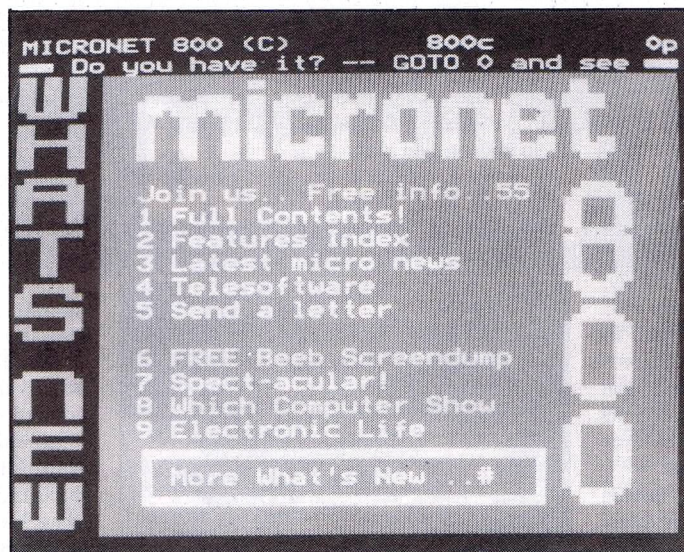 MICRONET 800 (C) 800c 0p
Do you have it? -- GOTO 0 and see
WHATS NEW
micronet
800
Join us.. Free info..55
1 Full Contents!
2 Features Index
3 Latest micro news
4 Telesoftware
5 Send a letter
6 FREE Beeb Screendump
7 Spect-acular!
8 Which Computer Show
9 Electronic Life
More What's New ..#